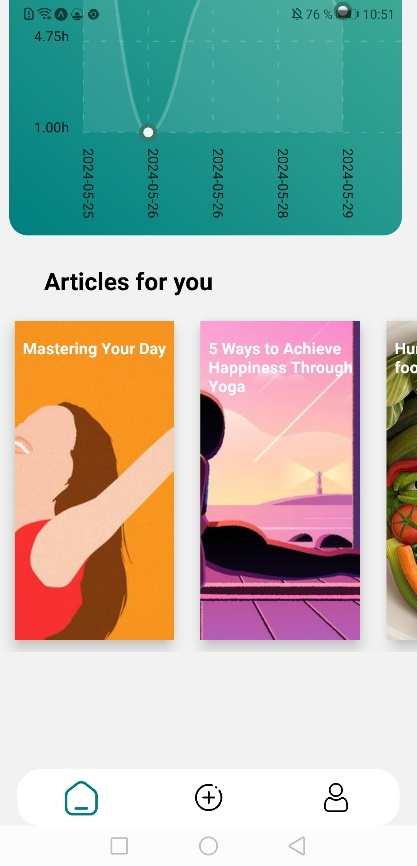 76 % 10:51
4.75h
1.00h
2024-05-25
2024-05-26
2024-05-26
2024-05-28
2024-05-29
Articles for you
Mastering Your Day
5 Ways to Achieve
Happiness Through
Yoga